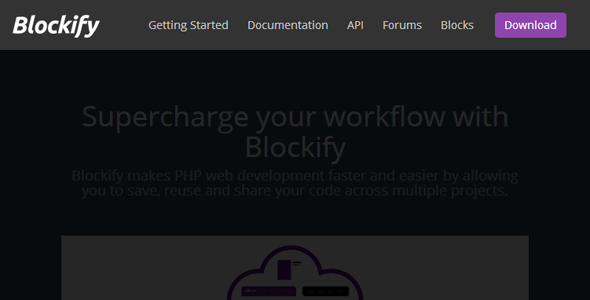 Blockify Getting Started Documentation API Forums Blocks Download
Supercharge your workflow with
Blockify
Blockify makes PHP web development faster and easier by allowing
you to save, reuse and share your code across multiple projects.